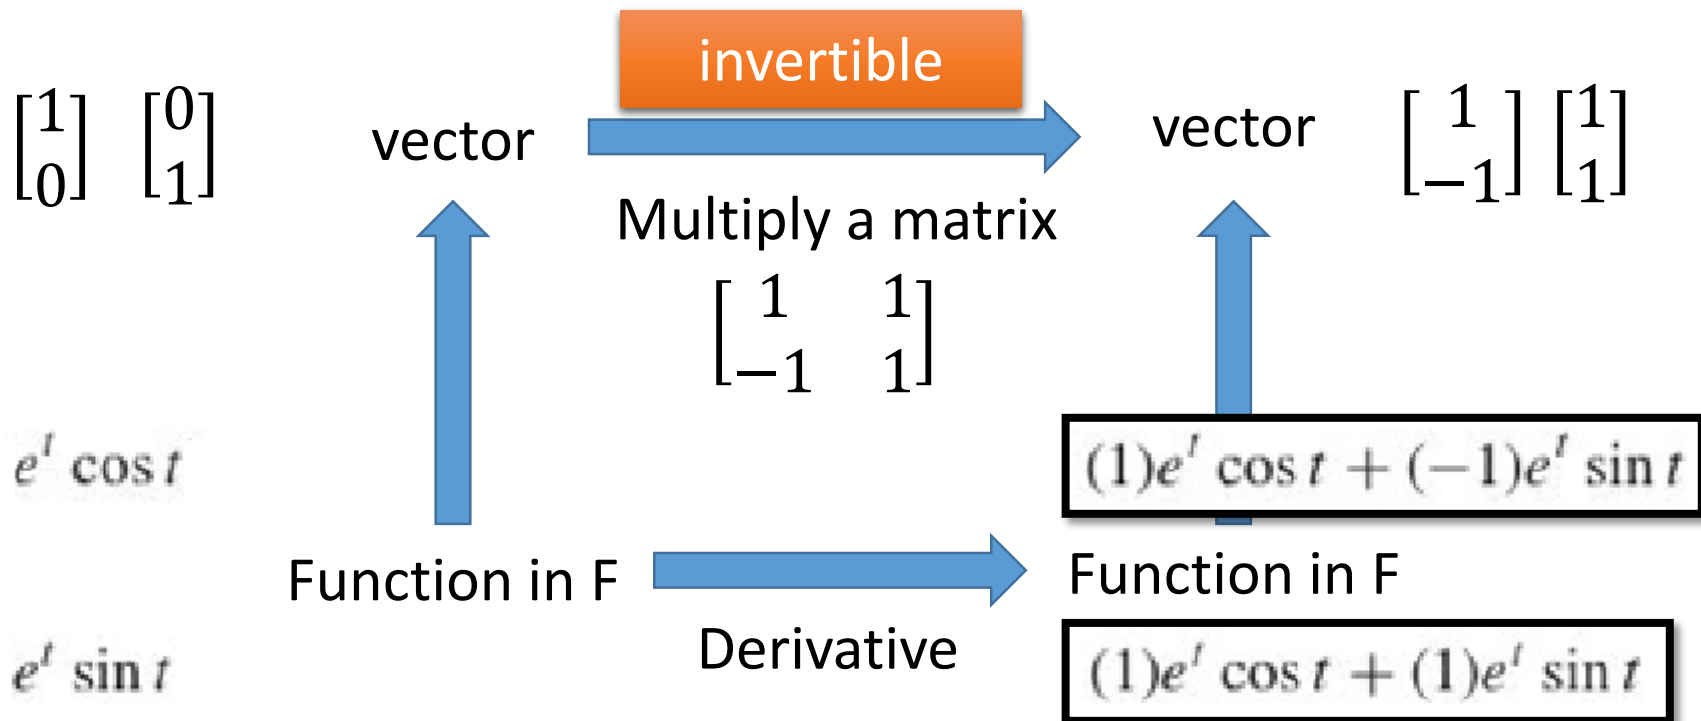 invertible
[1 0] [0 1]
vector
vector
[1 -1] [1 1]
Multiply a matrix
[1 1
-1 1]
e^t cos t
(1)e^t cos t + (−1)e^t sin t
Function in F
Function in F
Derivative
e^t sin t
(1)e^t cos t + (1)e^t sin t